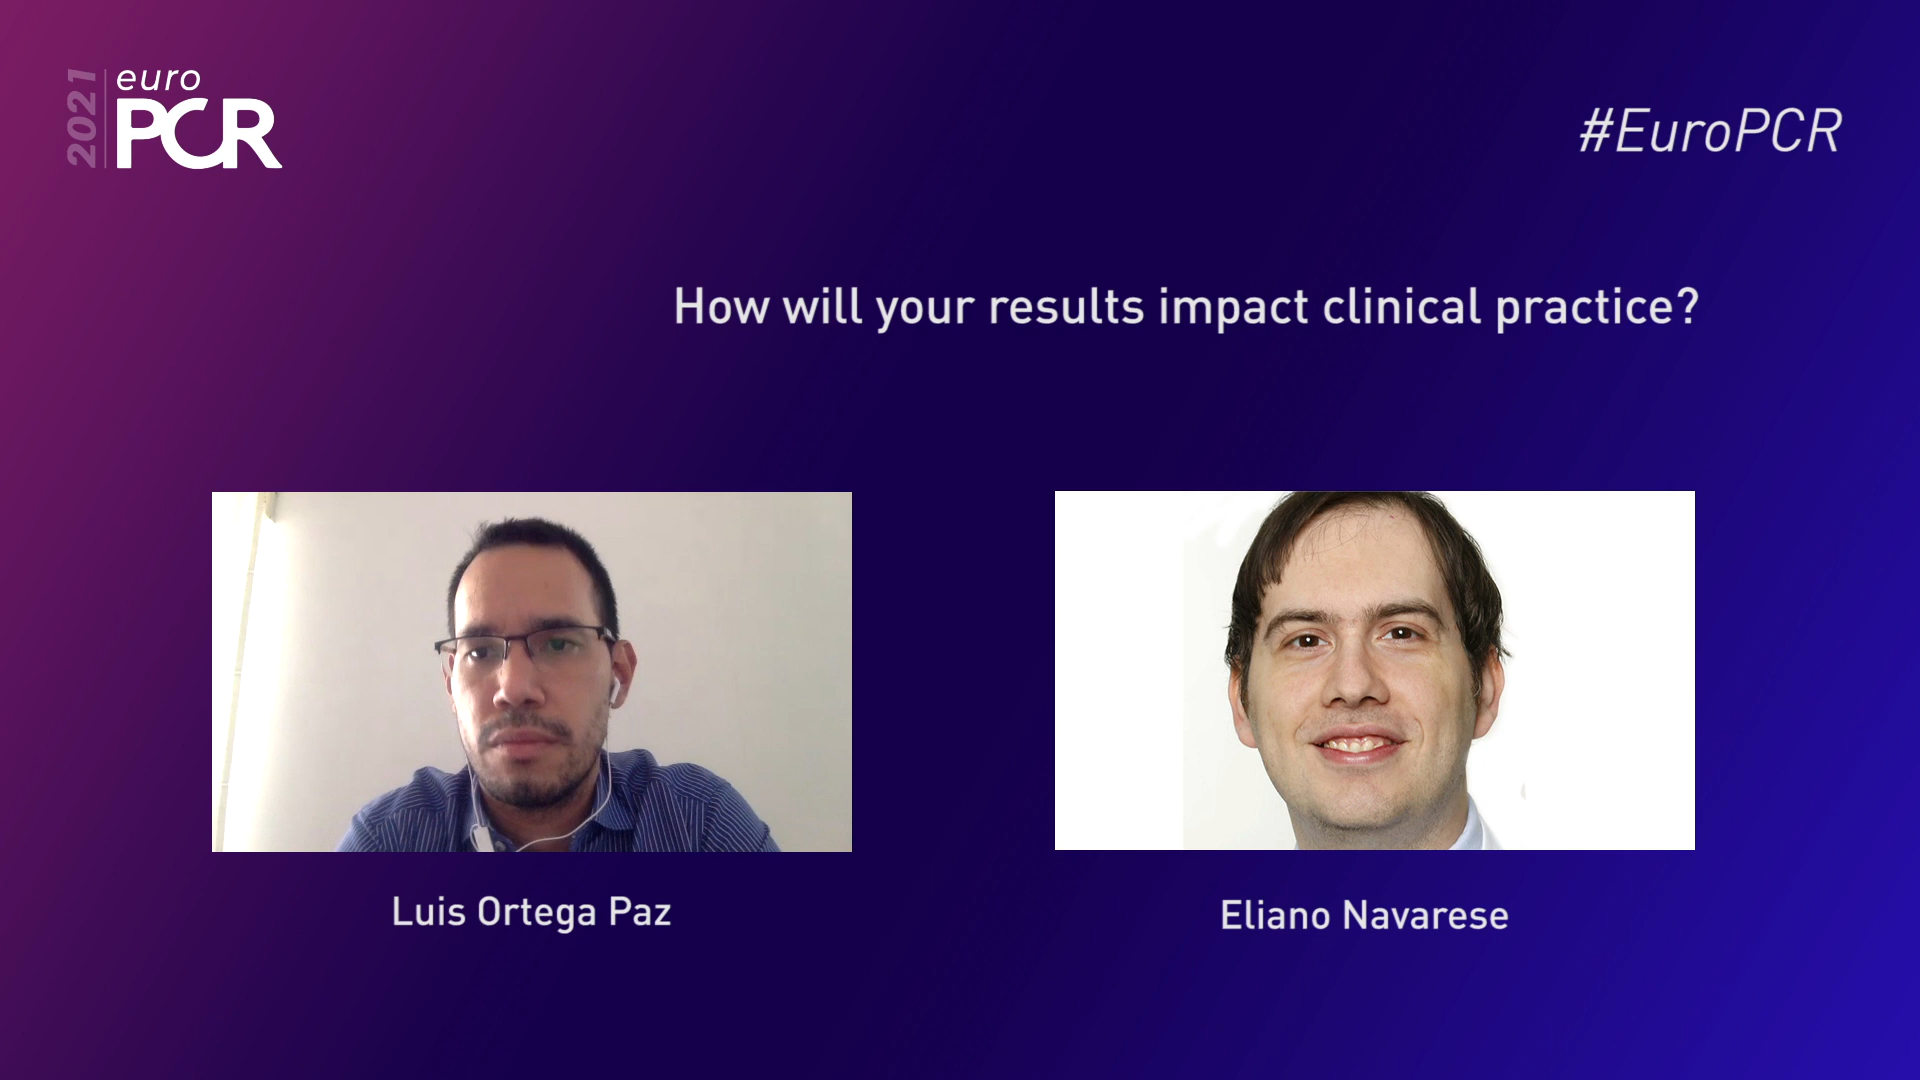 2021
euro
PCR
#EuroPCR
How will your results impact clinical practice?
Luis Ortega Paz
Eliano Navarese